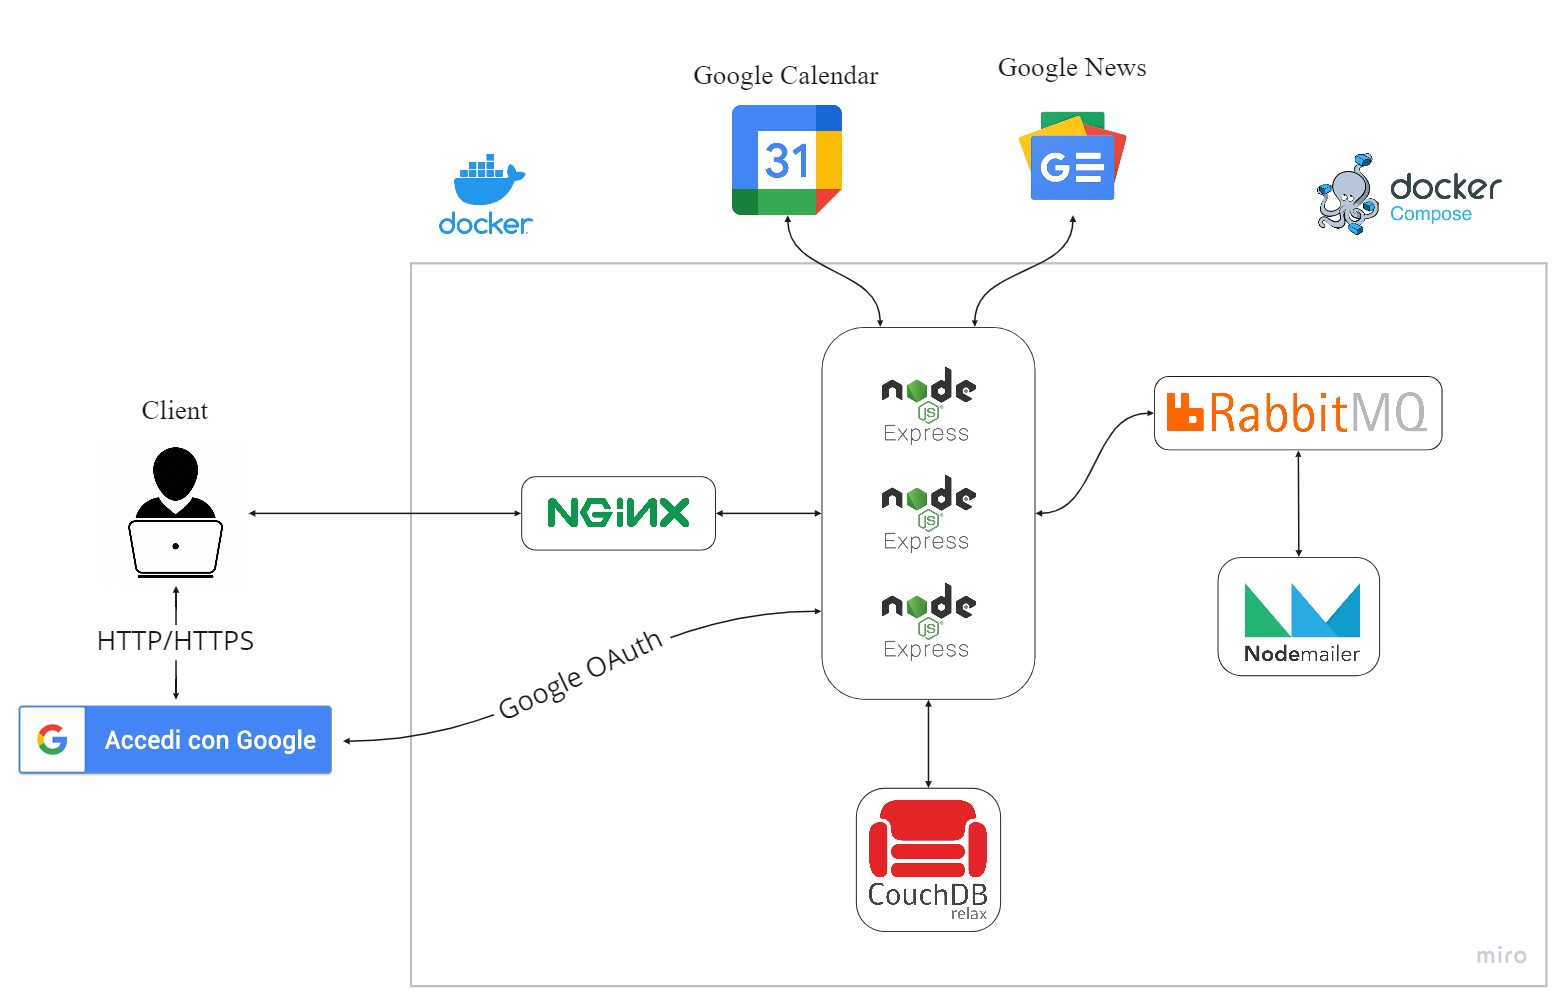 Google Calendar
Google News
31
G
docker
docker
Compose
Client
node
JS
Express
RabbitMQ
NGiNX
node
JS
Express
node
JS
Express
HTTP/HTTPS
Google OAuth
Nodemailer
G
Accedi con Google
CouchDB
relax
miro